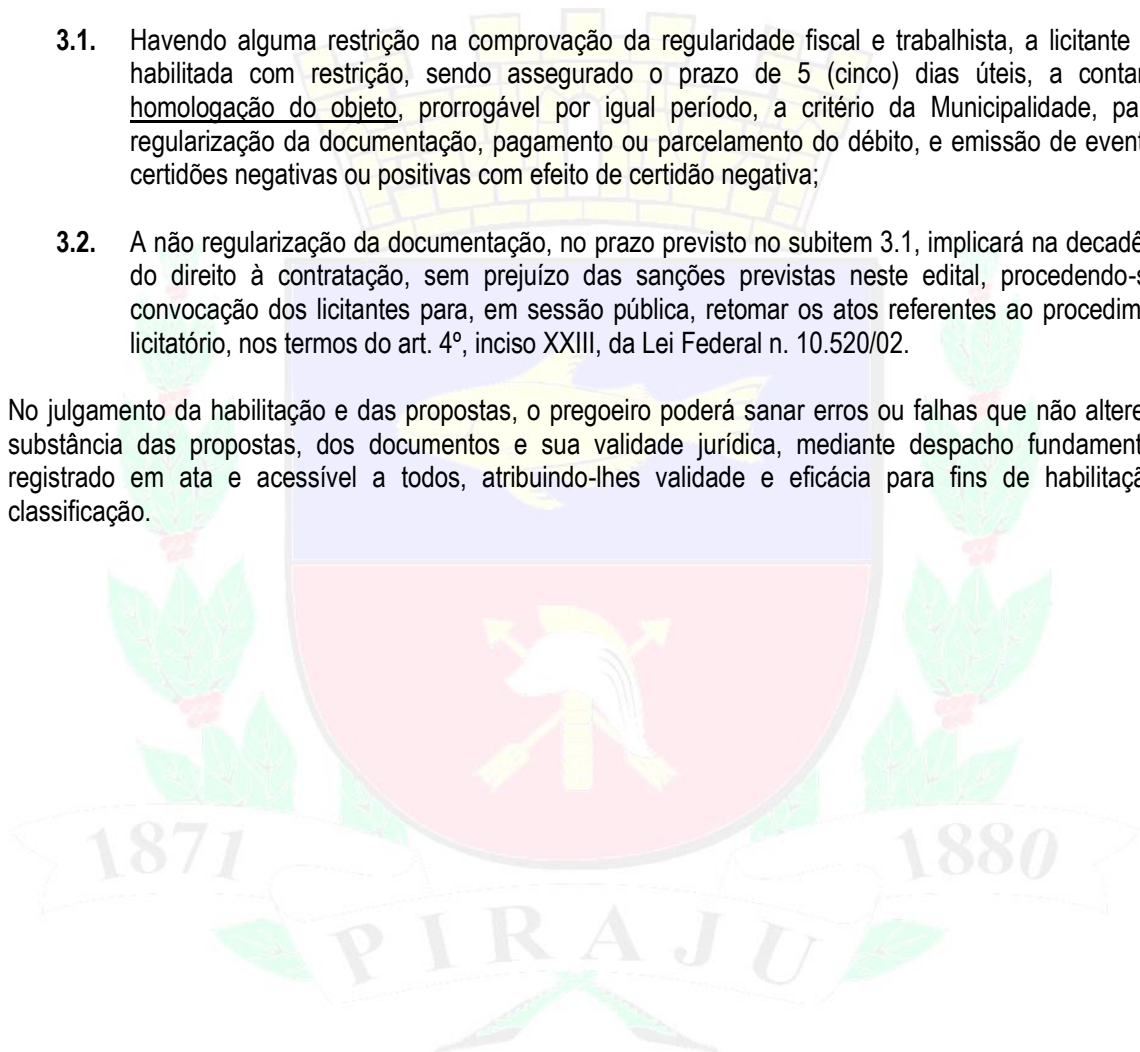 3.1. Havendo alguma restrição na comprovação da regularidade fiscal e trabalhista, a licitante
habilitada com restrição, sendo assegurado o prazo de 5 (cinco) dias úteis, a contar
homologação do objeto, prorrogável por igual período, a critério da Municipalidade, pa
regularização da documentação, pagamento ou parcelamento do débito, e emissão de event
certidões negativas ou positivas com efeito de certidão negativa;
3.2. A não regularização da documentação, no prazo previsto no subitem 3.1, implicará na decadê
do direito à contratação, sem prejuízo das sanções previstas neste edital, procedendo-s
convocação dos licitantes para, em sessão pública, retomar os atos referentes ao procedim
licitatório, nos termos do art. 4º, inciso XXIII, da Lei Federal n. 10.520/02.
No julgamento da habilitação e das propostas, o pregoeiro poderá sanar erros ou falhas que não altere
substância das propostas, dos documentos e sua validade jurídica, mediante despacho fundament
registrado em ata e acessível a todos, atribuindo-lhes validade e eficácia para fins de habilitaçã
classificação.
1871 1880
PIRAJU